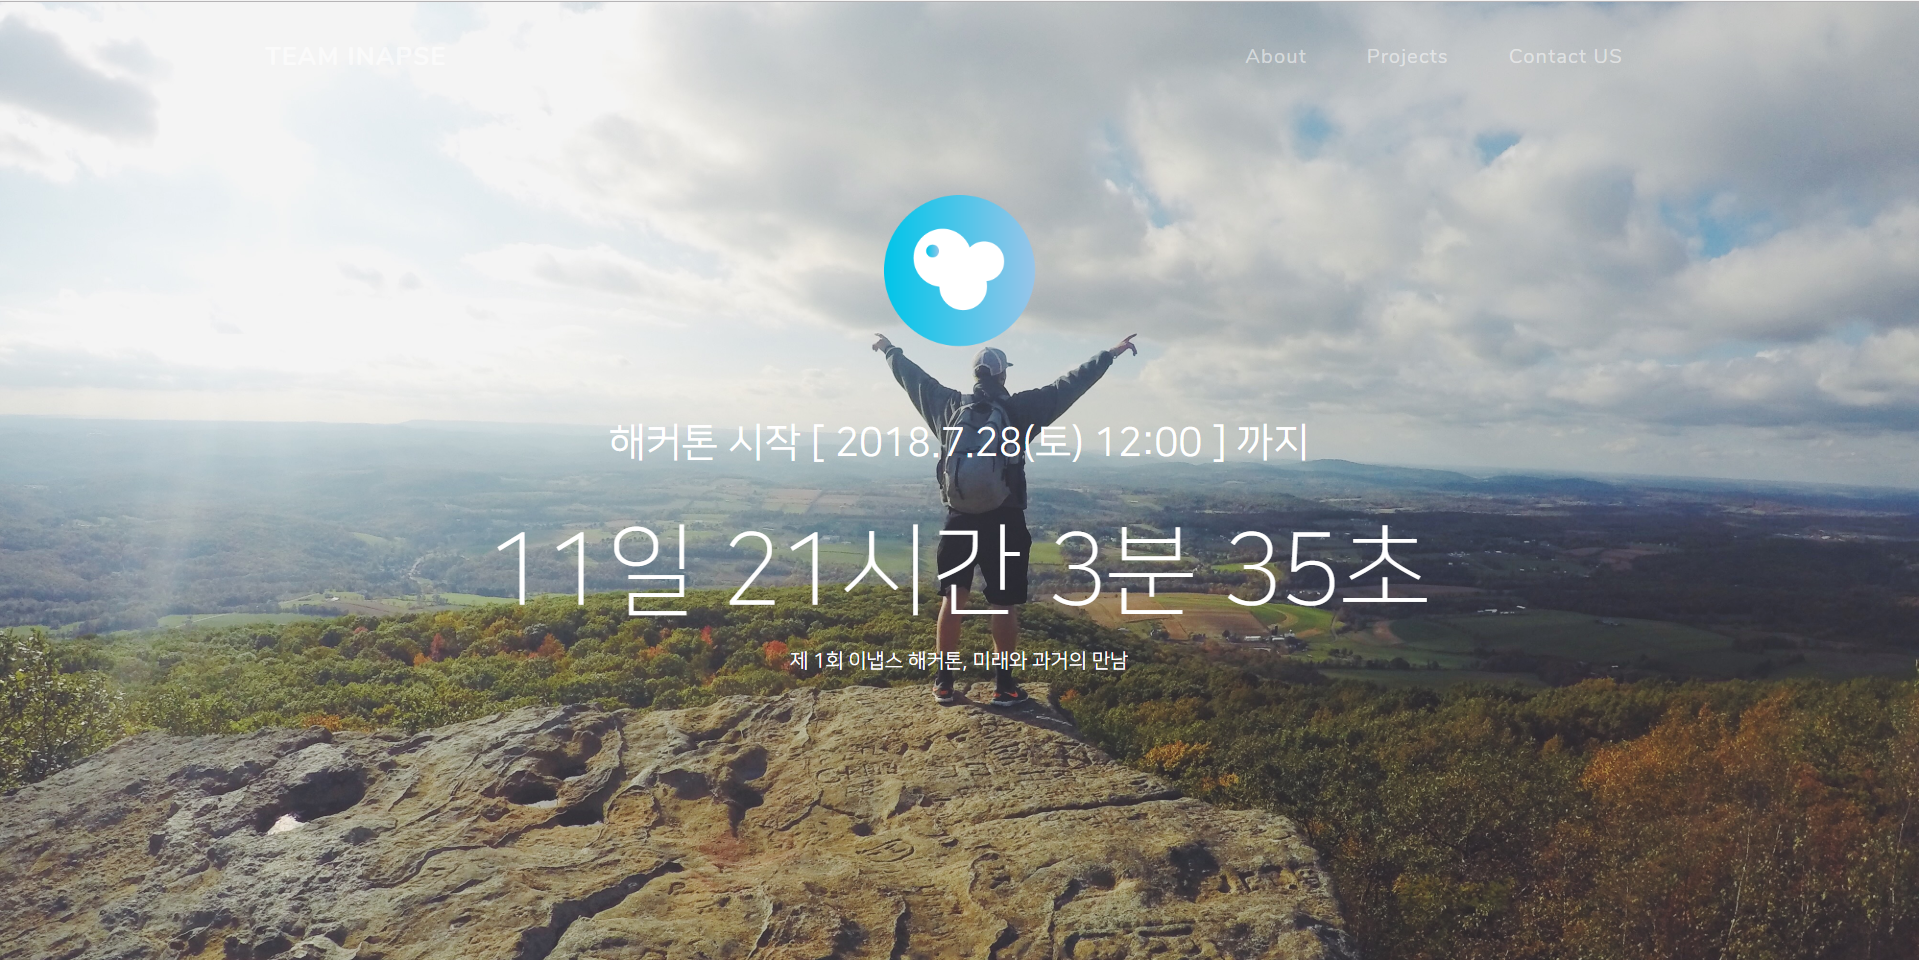 TEAM INAPSE
About
Projects
Contact US
해커톤 시작 [ 2018.7.28(토) 12:00 ] 까지
11일 21시간 3분 35초
제 1회 이냅스 해커톤, 미래와 과거의 만남